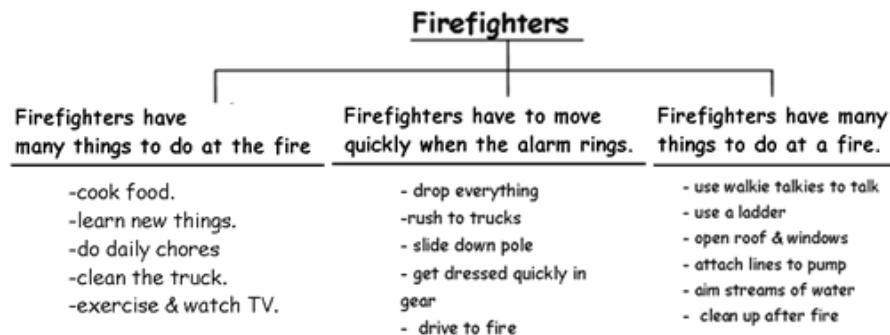 Firefighters
Firefighters have
many things to do at the fire
-cook food.
-learn new things.
-do daily chores
-clean the truck.
-exercise & watch TV.
Firefighters have to move
quickly when the alarm rings.
- drop everything
-rush to trucks
- slide down pole
- get dressed quickly in
gear
- drive to fire
Firefighters have many
things to do at a fire.
- use walkie talkies to talk
- use a ladder
- open roof & windows
- attach lines to pump
- aim streams of water
- clean up after fire